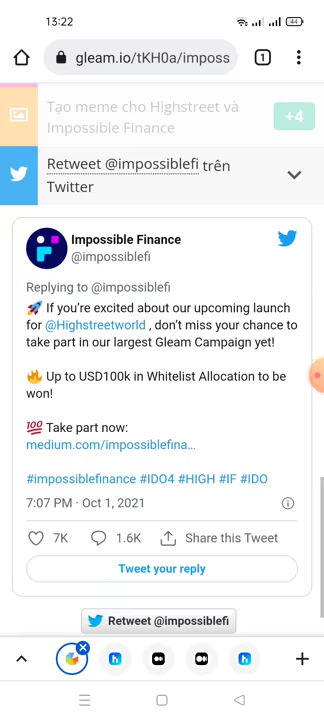 13:22
44
gleam.io/tKH0a/imposs
1
Tạo meme cho Highstreet và
Impossible Finance
+4
Retweet @impossiblefi trên
Twitter
Impossible Finance
@impossiblefi
Replying to @impossiblefi
🚀 If you're excited about our upcoming launch
for @Highstreetworld , don't miss your chance to
take part in our largest Gleam Campaign yet!
🔥 Up to USD100k in Whitelist Allocation to be
won!
💯 Take part now:
medium.com/impossiblefina…
#impossiblefinance #IDO4 #HIGH #IF #IDO
7:07 PM · Oct 1, 2021
7K
1.6K
Share this Tweet
Tweet your reply
Retweet @impossiblefi